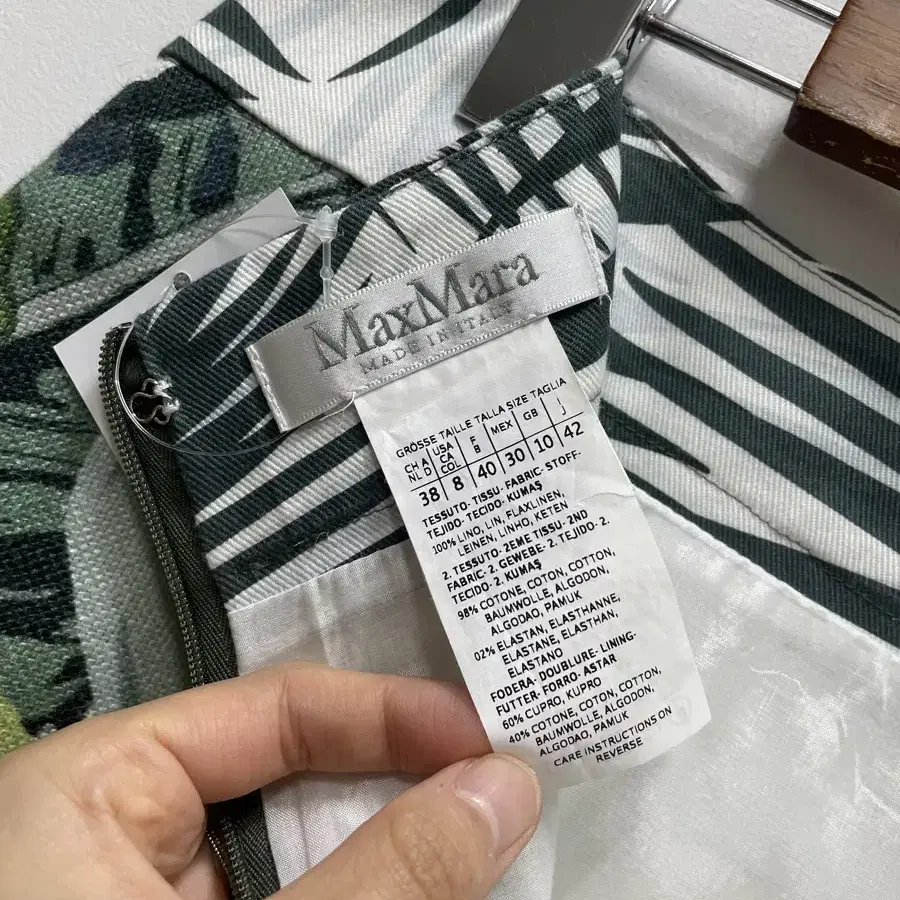 MaxMara
MADE IN ITALY
GRÖSSE TAILLE TALLA SIZE TAGLIA
CH A NL D USA CA COL F B MEX GB J
38 8 40 30 10 42
TESSUTO- TISSU- FABRIC- STOFF-
TEJIDO- TECIDO- KUMAŞ
100% LINO, LIN, FLAXLINEN,
LEINEN, LINHO, KETEN
2. TESSUTO- 2EME TISSU- 2ND
FABRIC- 2. GEWEBE- 2. TEJIDO- 2.
TECIDO- 2. KUMAŞ
98% COTONE, COTON, COTTON,
BAUMWOLLE, ALGODON,
ALGODAO, PAMUK
02% ELASTAN, ELASTHANNE,
ELASTANE, ELASTHAN,
ELASTANO
FODERA- DOUBLURE- LINING-
FUTTER- FORRO- ASTAR
60% CUPRO, KUPRO
40% COTONE, COTON, COTTON,
BAUMWOLLE, ALGODON,
ALGODAO, PAMUK
CARE INSTRUCTIONS ON
REVERSE